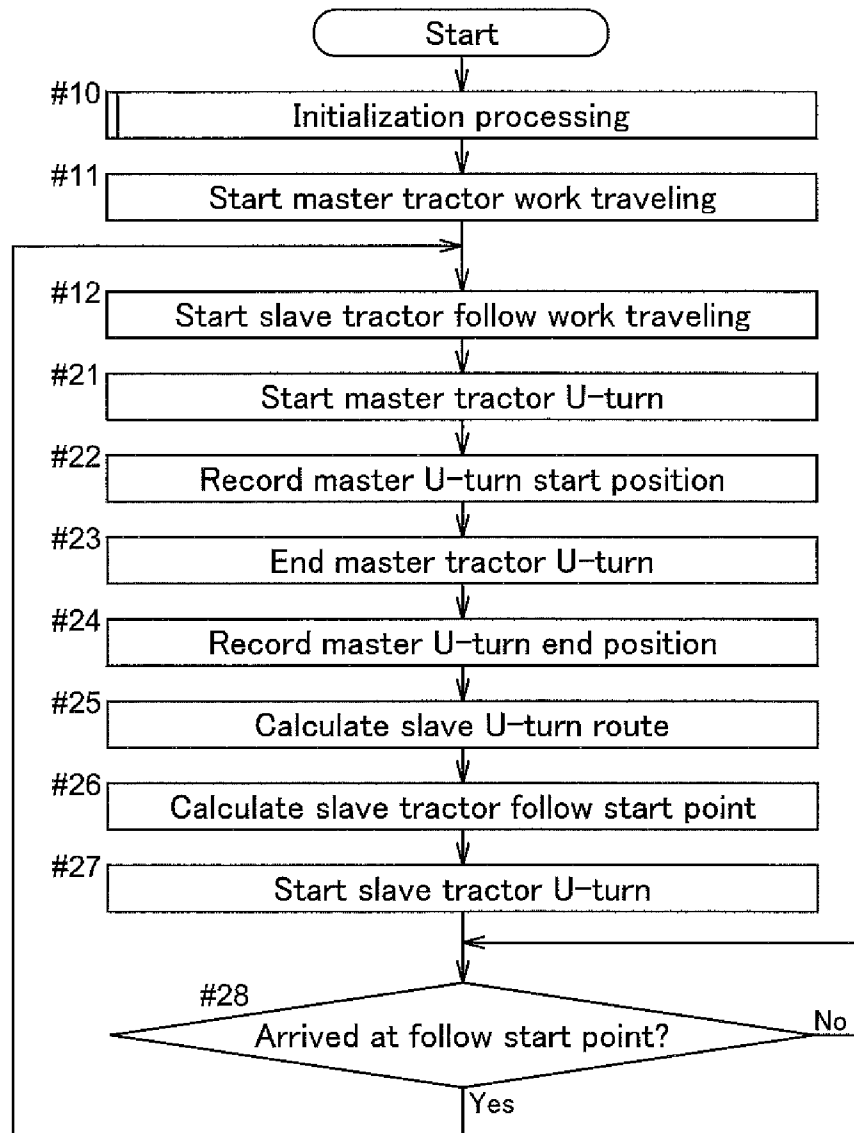 Start
#10
Initialization processing
#11
Start master tractor work traveling
#12
Start slave tractor follow work traveling
#21
Start master tractor U-turn
#22
Record master U-turn start position
#23
End master tractor U-turn
#24
Record master U-turn end position
#25
Calculate slave U-turn route
#26
Calculate slave tractor follow start point
#27
Start slave tractor U-turn
#28
Arrived at follow start point?
No
Yes